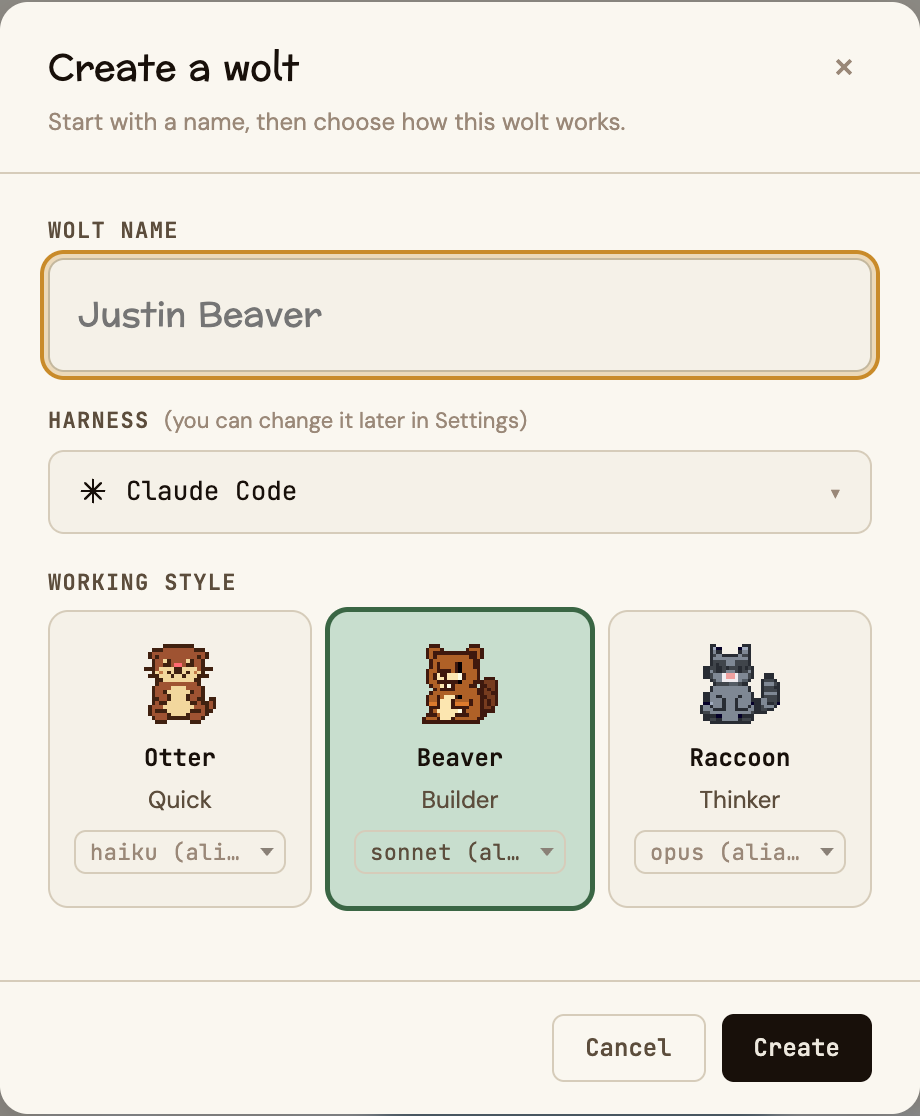 Create a wolt
×
Start with a name, then choose how this wolt works.
WOLT NAME
Justin Beaver
HARNESS (you can change it later in Settings)
Claude Code
WORKING STYLE
Otter
Quick
haiku (ali…
Beaver
Builder
sonnet (al…
Raccoon
Thinker
opus (alia…
Cancel
Create